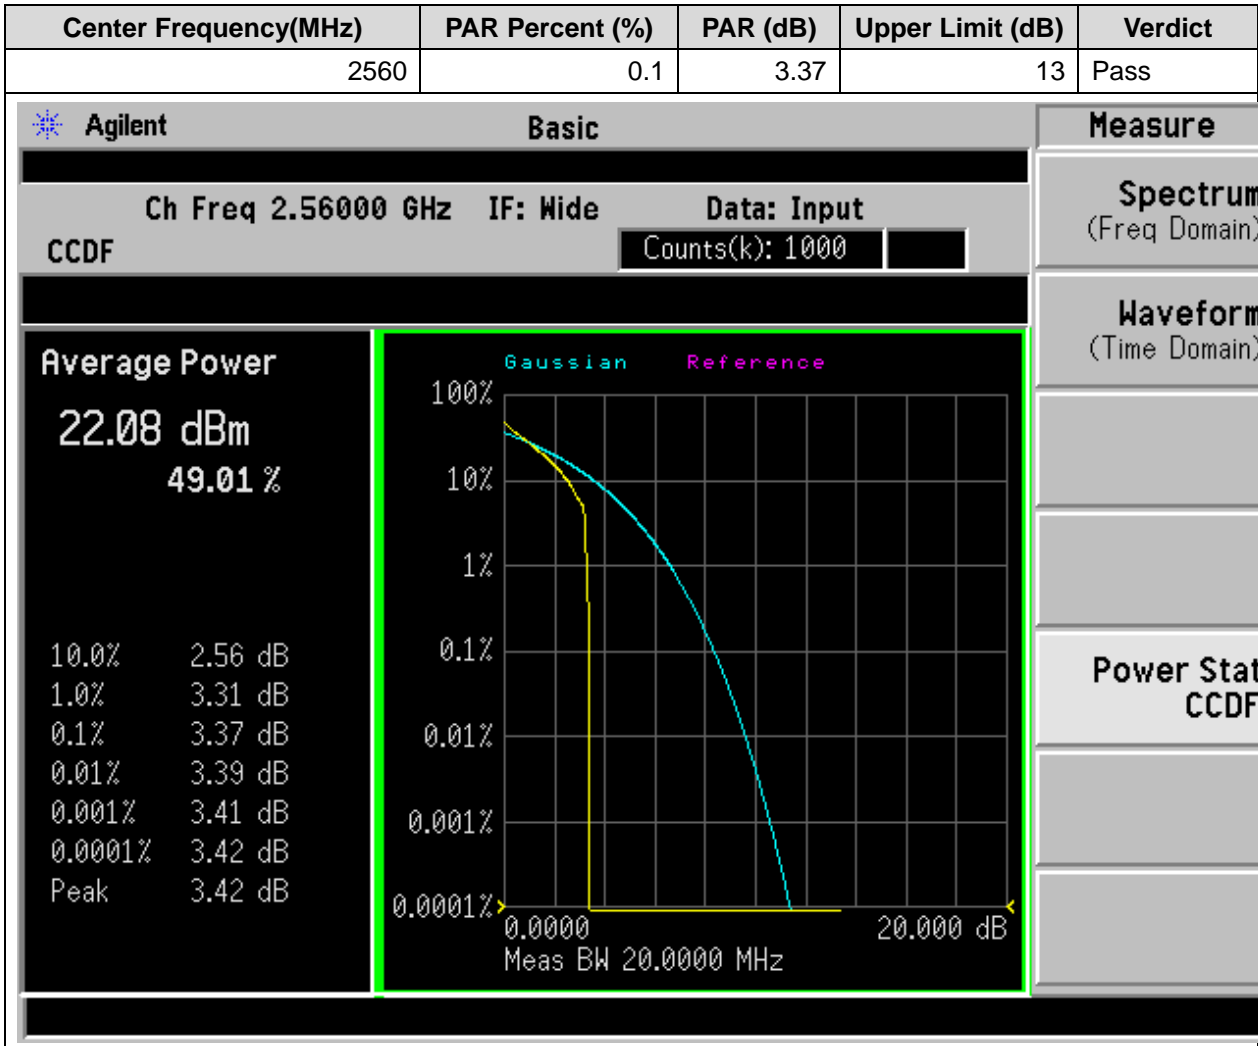 Center Frequency(MHz) PAR Percent (%) PAR (dB) Upper Limit (dB) Verdict
2560 0.1 3.37 13 Pass
Agilent Basic Measure
Ch Freq 2.56000 GHz IF: Wide Data: Input
CCDF Counts(k): 1000
Spectrum
(Freq Domain)
Waveform
(Time Domain)
Power Stat
CCDF
Average Power
22.08 dBm
49.01 %
10.0% 2.56 dB
1.0% 3.31 dB
0.1% 3.37 dB
0.01% 3.39 dB
0.001% 3.41 dB
0.0001% 3.42 dB
Peak 3.42 dB
Gaussian Reference
100%
10%
1%
0.1%
0.01%
0.001%
0.0001%
0.0000 20.000 dB
Meas BW 20.0000 MHz